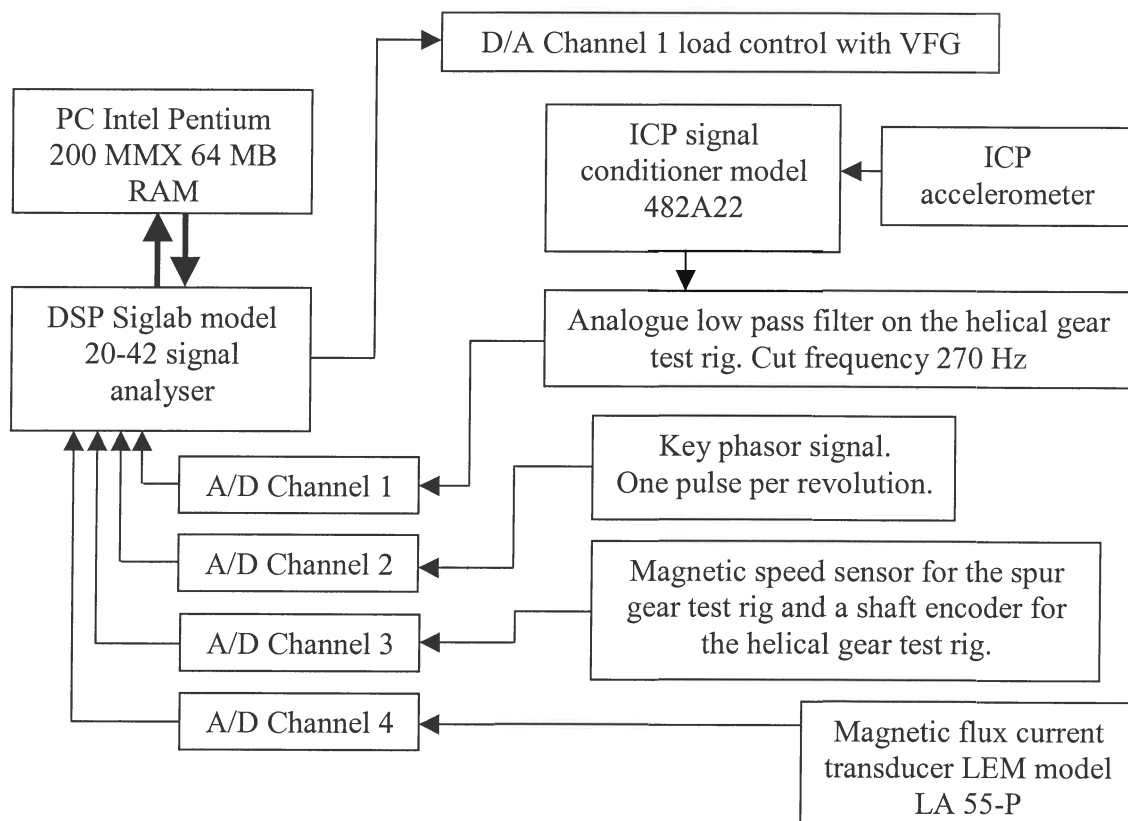 D/A Channel 1 load control with VFG
PC Intel Pentium
200 MMX 64 MB
RAM
ICP signal
conditioner model
482A22
ICP
accelerometer
DSP Siglab model
20-42 signal
analyser
Analogue low pass filter on the helical gear
test rig. Cut frequency 270 Hz
Key phasor signal.
One pulse per revolution.
A/D Channel 1
A/D Channel 2
Magnetic speed sensor for the spur
gear test rig and a shaft encoder for
the helical gear test rig.
A/D Channel 3
A/D Channel 4
Magnetic flux current
transducer LEM model
LA 55-P